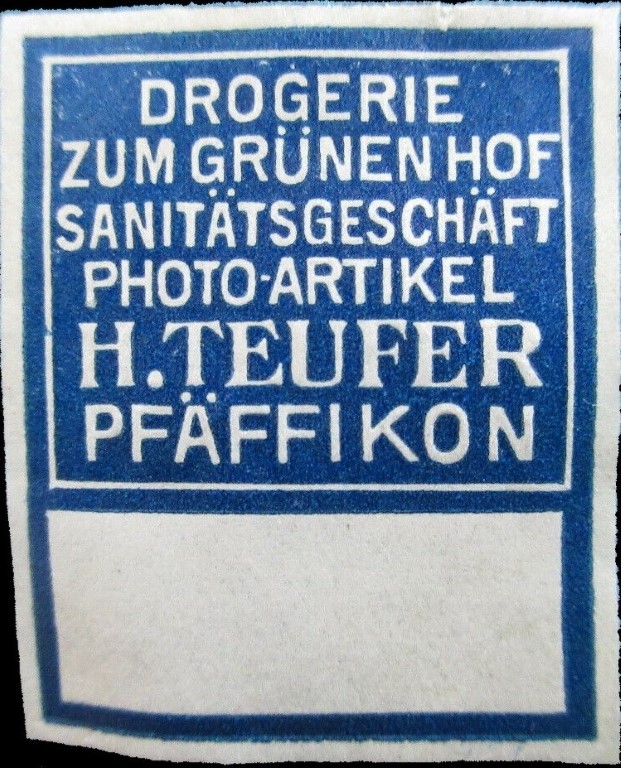 DROGERIE
ZUM GRÜNEN HOF
SANITÄTSGESCHÄFT
PHOTO-ARTIKEL
H. TEUFER
PFÄFFIKON